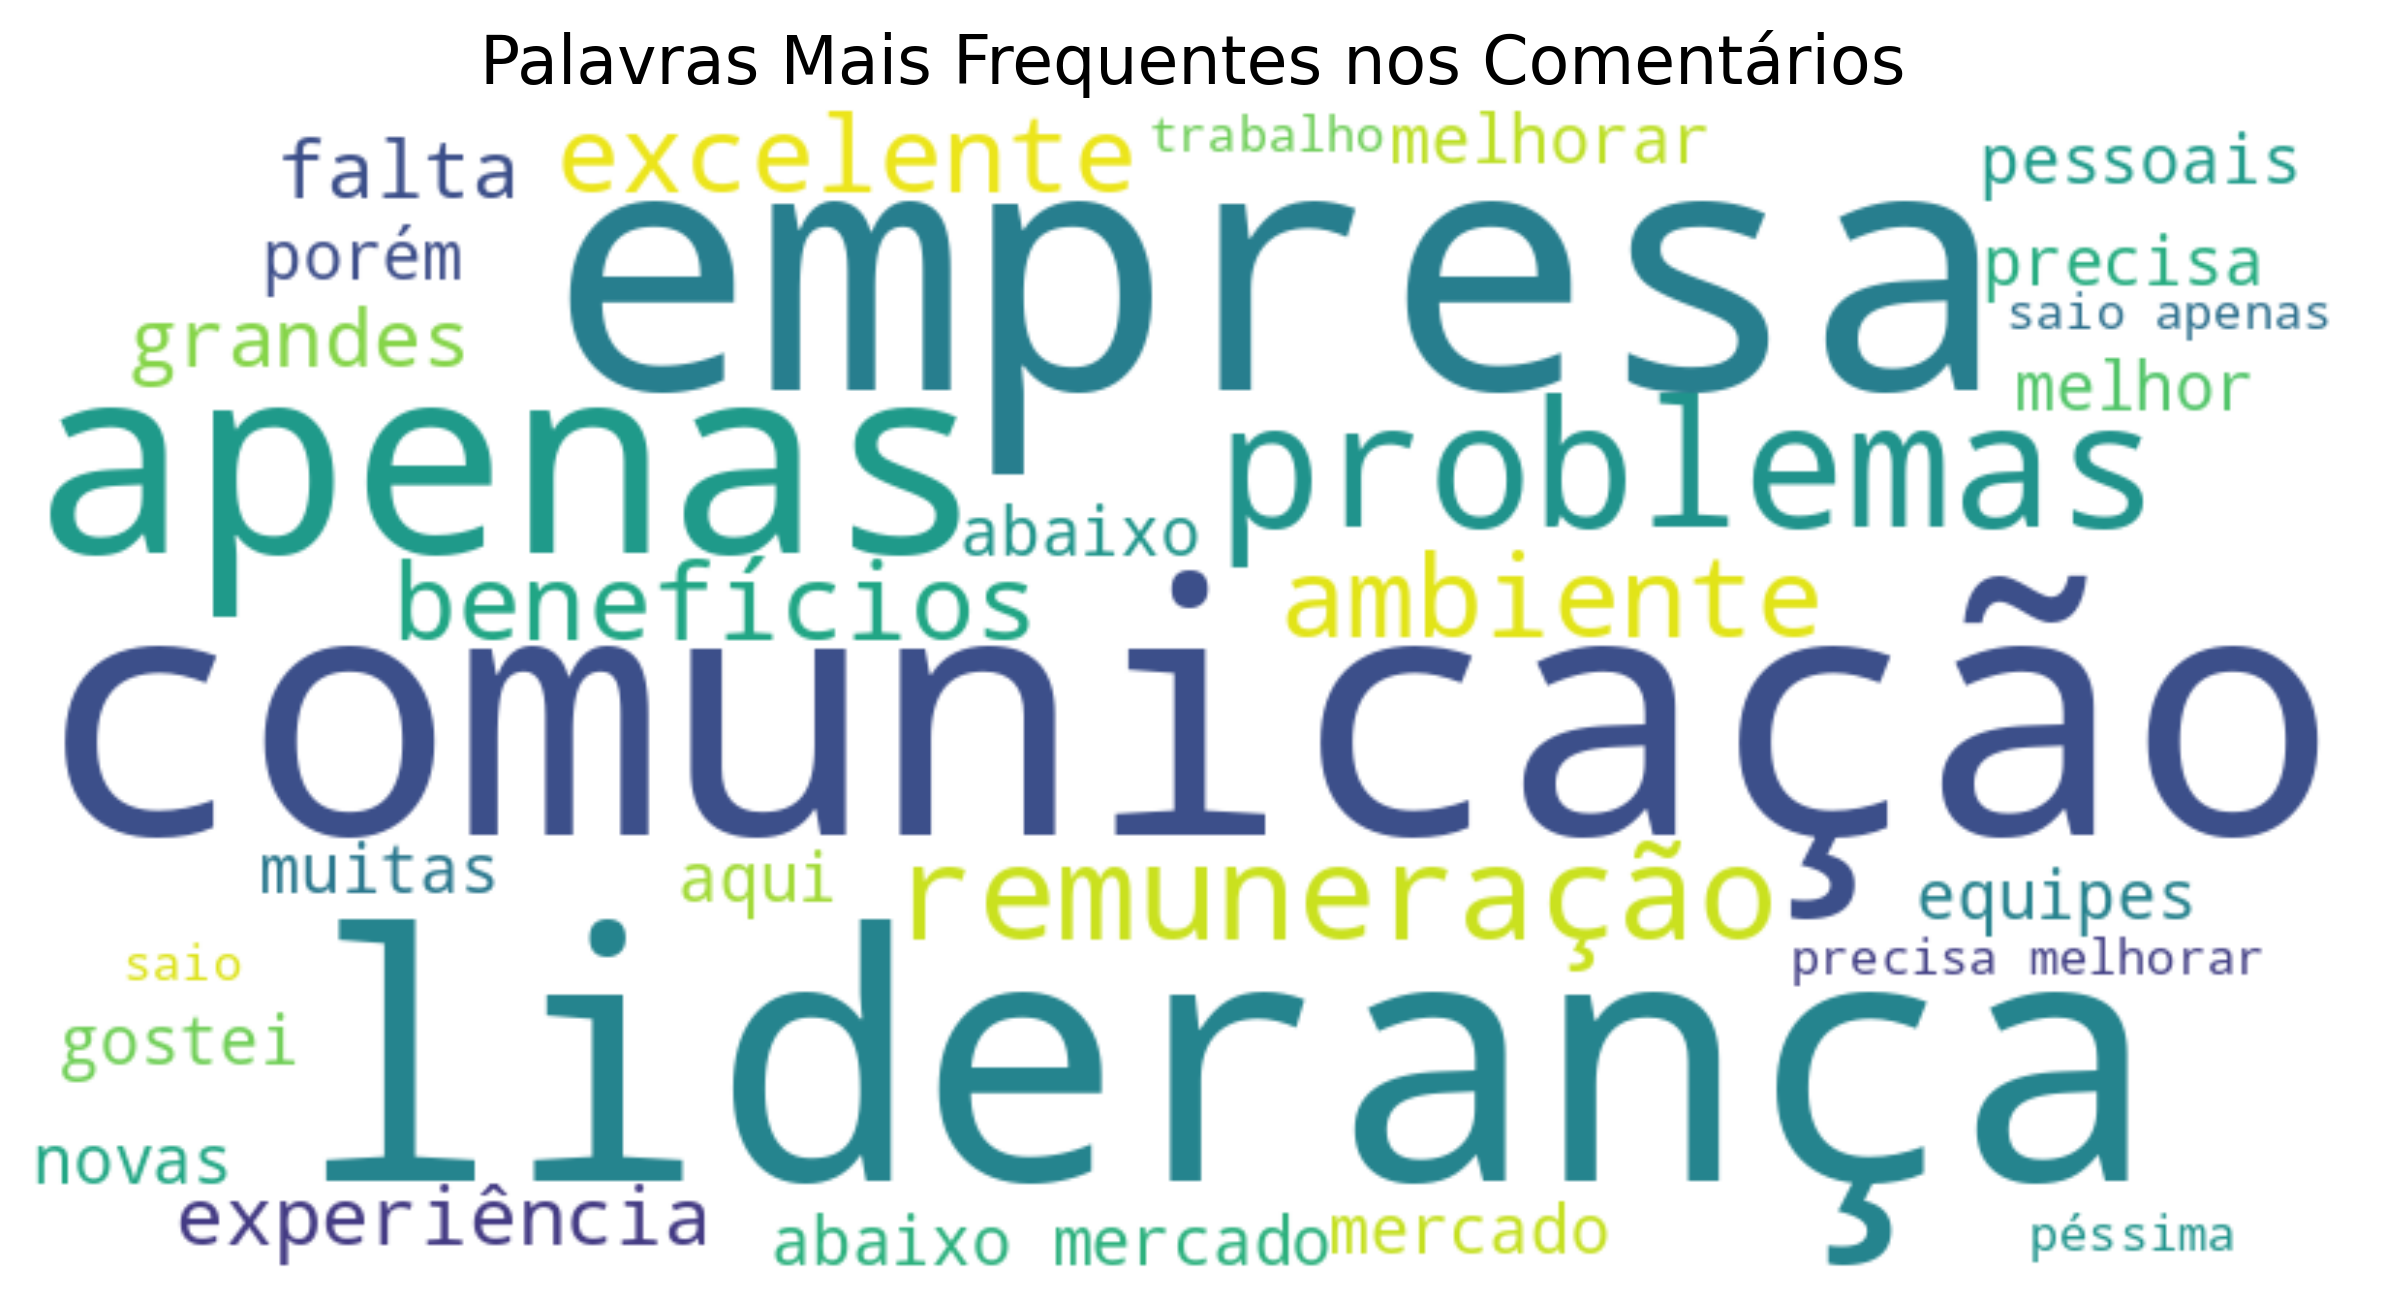 Palavras Mais Frequentes nos Comentários
falta excelente trabalho melhorar pessoais
porém empresa precisa
grandes saio apenas
apenas problemas melhor
abaixo
benefícios ambiente
comunicação
muitas aqui remuneração equipes
saio precisa melhorar
gostei liderança
novas
experiência abaixo mercado mercado péssima